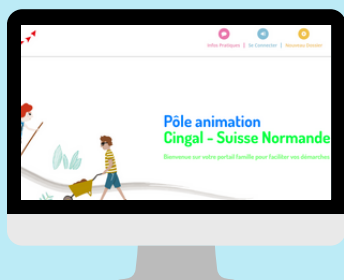 Infos Pratiques | Se Connecter | Nouveau dossier
Pôle animation
Cingal - Suisse Normande
Bienvenue sur votre portail famille pour faciliter vos démarches